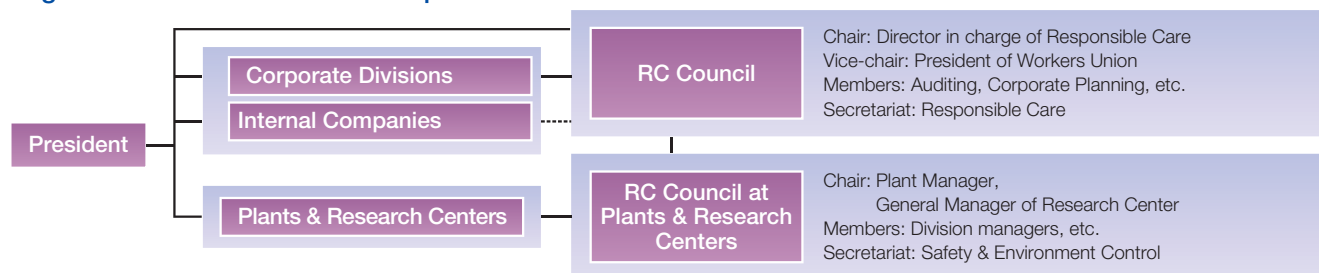 President
Corporate Divisions
Internal Companies
Plants & Research Centers
RC Council
Chair: Director in charge of Responsible Care
Vice-chair: President of Workers Union
Members: Auditing, Corporate Planning, etc.
Secretariat: Responsible Care
RC Council at
Plants & Research
Centers
Chair: Plant Manager,
General Manager of Research Center
Members: Division managers, etc.
Secretariat: Safety & Environment Control